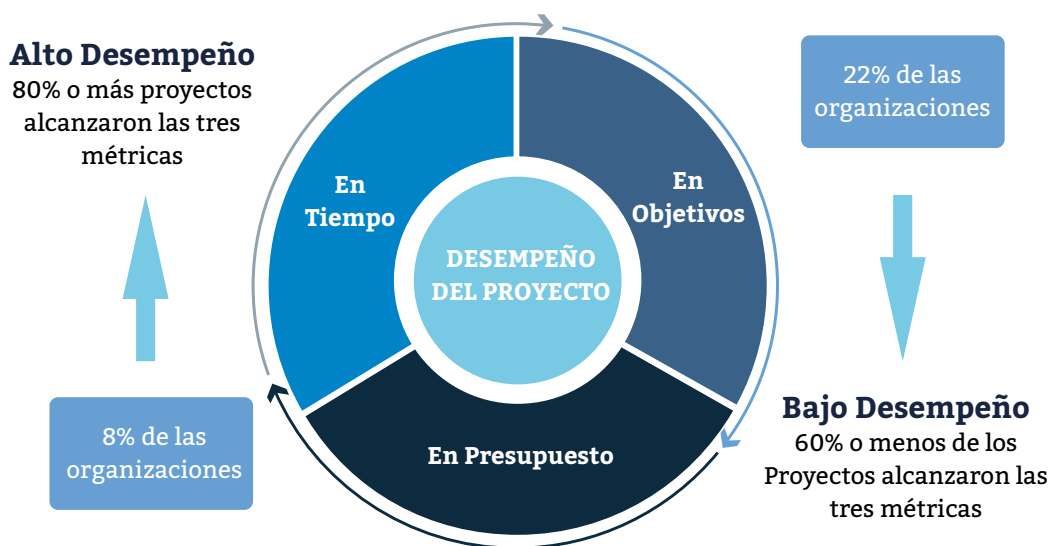 Alto Desempeño
80% o más proyectos
alcanzaron las tres
métricas
8% de las
organizaciones
En
Tiempo
DESEMPEÑO
DEL PROYECTO
En
Objetivos
En Presupuesto
22% de las
organizaciones
Bajo Desempeño
60% o menos de los
Proyectos alcanzaron las
tres métricas